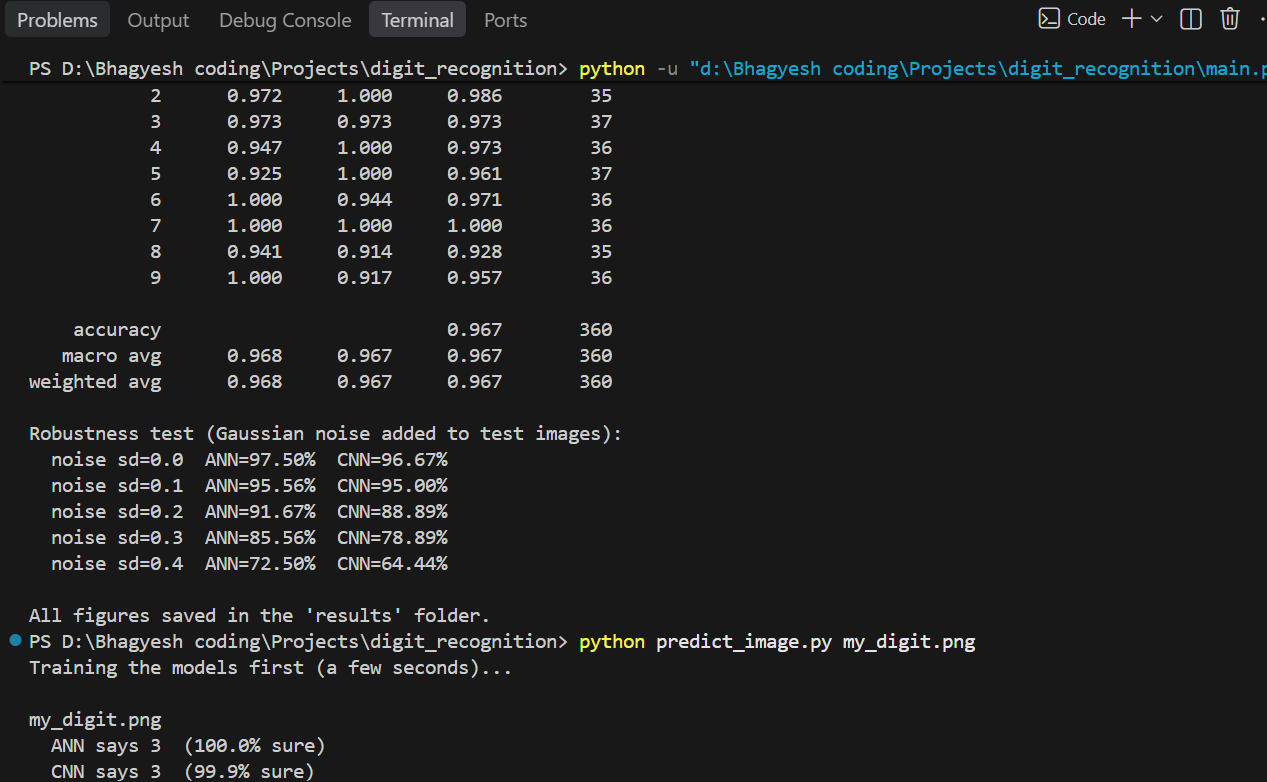 Problems Output Debug Console Terminal Ports Code
PS D:\Bhagyesh coding\Projects\digit_recognition> python -u "d:\Bhagyesh coding\Projects\digit_recognition\main.p
2 0.972 1.000 0.986 35
3 0.973 0.973 0.973 37
4 0.947 1.000 0.973 36
5 0.925 1.000 0.961 37
6 1.000 0.944 0.971 36
7 1.000 1.000 1.000 36
8 0.941 0.914 0.928 35
9 1.000 0.917 0.957 36
accuracy 0.967 360
macro avg 0.968 0.967 0.967 360
weighted avg 0.968 0.967 0.967 360
Robustness test (Gaussian noise added to test images):
noise sd=0.0 ANN=97.50% CNN=96.67%
noise sd=0.1 ANN=95.56% CNN=95.00%
noise sd=0.2 ANN=91.67% CNN=88.89%
noise sd=0.3 ANN=85.56% CNN=78.89%
noise sd=0.4 ANN=72.50% CNN=64.44%
All figures saved in the 'results' folder.
PS D:\Bhagyesh coding\Projects\digit_recognition> python predict_image.py my_digit.png
Training the models first (a few seconds)...
my_digit.png
ANN says 3 (100.0% sure)
CNN says 3 (99.9% sure)